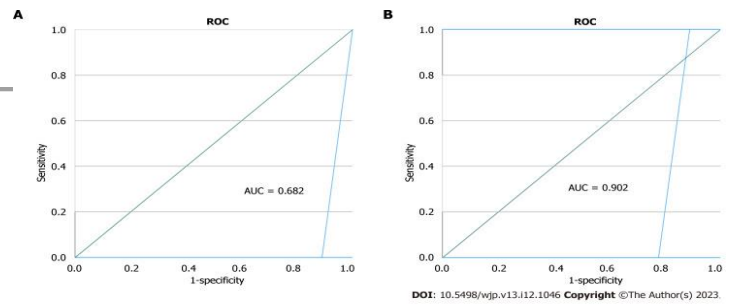 A
ROC
1.0
0.8
0.6
0.4
0.2
0.0
Sensitivity
AUC = 0.682
0.0 0.2 0.4 0.6 0.8 1.0
1-specificity
B
ROC
1.0
0.8
0.6
0.4
0.2
0.0
Sensitivity
AUC = 0.902
0.0 0.2 0.4 0.6 0.8 1.0
1-specificity
DOI: 10.5498/wjp.v13.i12.1046 Copyright ©The Author(s) 2023.